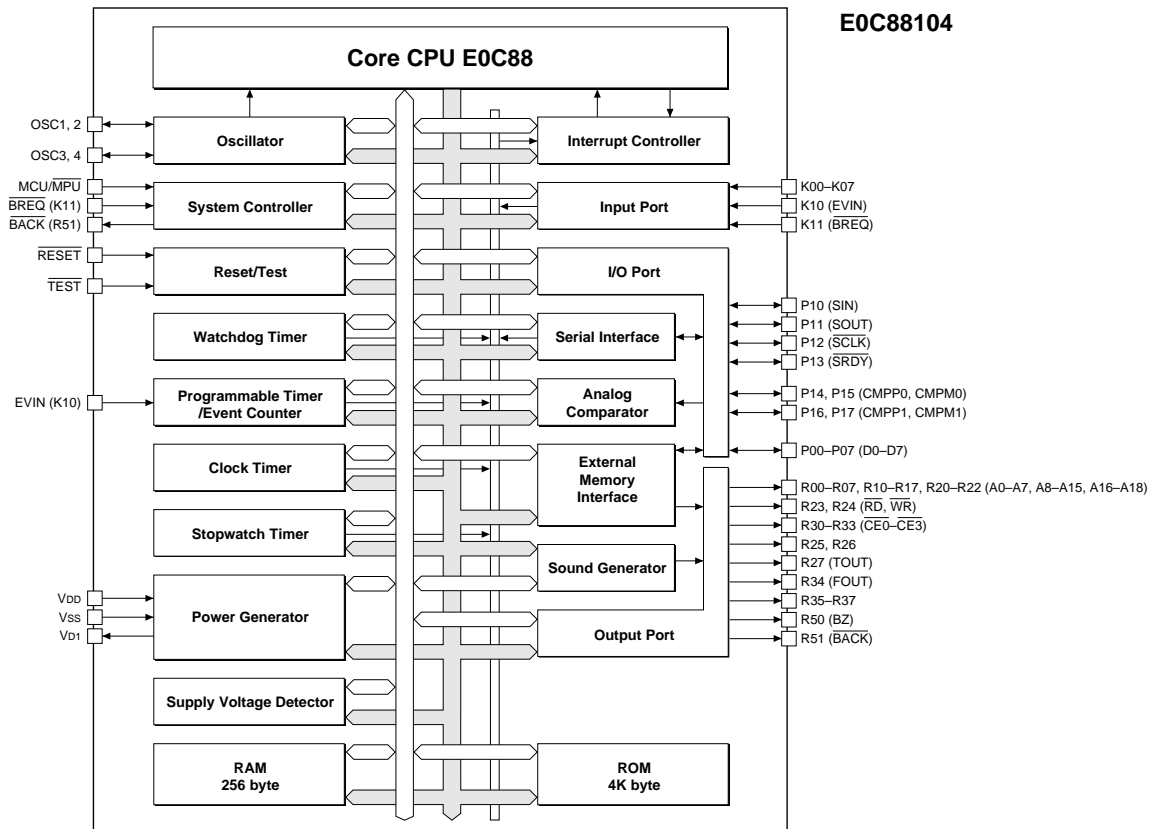 E0C88104
Core CPU E0C88
OSC1, 2
OSC3, 4
Oscillator
Interrupt Controller
MCU/MPU
BREQ (K11)
BACK (R51)
System Controller
Input Port
K00–K07
K10 (EVIN)
K11 (BREQ)
RESET
TEST
Reset/Test
I/O Port
P10 (SIN)
P11 (SOUT)
P12 (SCLK)
P13 (SRDY)
Watchdog Timer
Serial Interface
EVIN (K10)
Programmable Timer
/Event Counter
Analog
Comparator
P14, P15 (CMPP0, CMPM0)
P16, P17 (CMPP1, CMPM1)
Clock Timer
External
Memory
Interface
P00–P07 (D0–D7)
R00–R07, R10–R17, R20–R22 (A0–A7, A8–A15, A16–A18)
R23, R24 (RD, WR)
R30–R33 (CE0–CE3)
R25, R26
R27 (TOUT)
R34 (FOUT)
R35–R37
R50 (BZ)
R51 (BACK)
Stopwatch Timer
Sound Generator
VDD
VSS
VD1
Power Generator
Output Port
Supply Voltage Detector
RAM
256 byte
ROM
4K byte